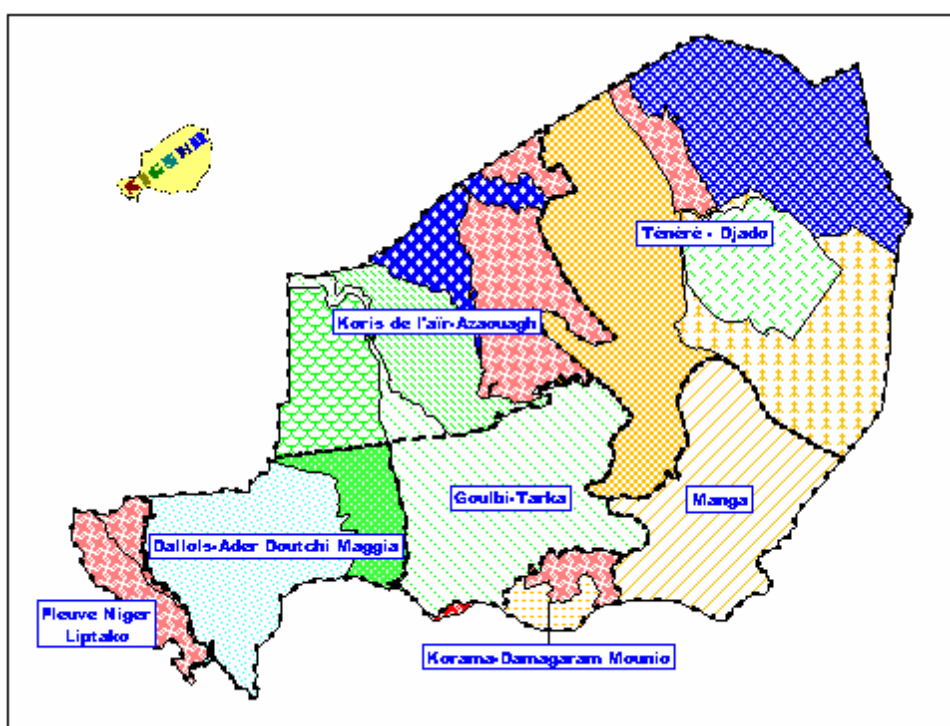 Ténéré - Djado
Koris de l'aïr-Azaouagh
Goulbi-Tarka
Manga
Dallols-Ader Doutchi Maggia
Fleuve Niger
Liptako
Korama-Damagaram Mounio